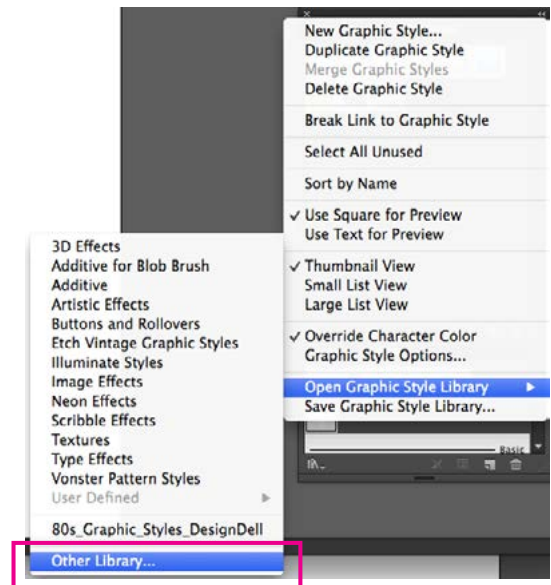 New Graphic Style...
Duplicate Graphic Style
Merge Graphic Styles
Delete Graphic Style
Break Link to Graphic Style
Select All Unused
Sort by Name
✓ Use Square for Preview
Use Text for Preview
✓ Thumbnail View
Small List View
Large List View
✓ Override Character Color
Graphic Style Options...
Open Graphic Style Library
Save Graphic Style Library...
Basic
3D Effects
Additive for Blob Brush
Additive
Artistic Effects
Buttons and Rollovers
Etch Vintage Graphic Styles
Illuminate Styles
Image Effects
Neon Effects
Scribble Effects
Textures
Type Effects
Vonster Pattern Styles
User Defined
80s_Graphic_Styles_DesignDell
Other Library...